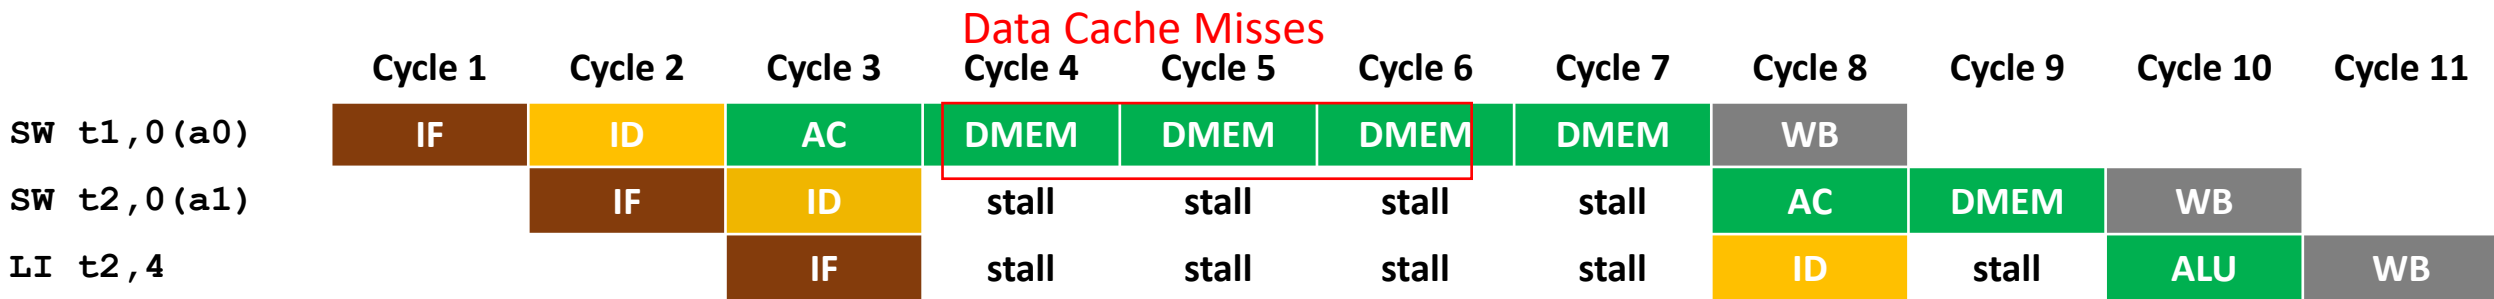 Data Cache Misses
Cycle 1 Cycle 2 Cycle 3 Cycle 4 Cycle 5 Cycle 6 Cycle 7 Cycle 8 Cycle 9 Cycle 10 Cycle 11
SW t1,0(a0) IF ID AC DMEM DMEM DMEM DMEM WB
SW t2,0(a1) IF ID stall stall stall stall AC DMEM WB
LI t2,4 IF stall stall stall stall ID stall ALU WB